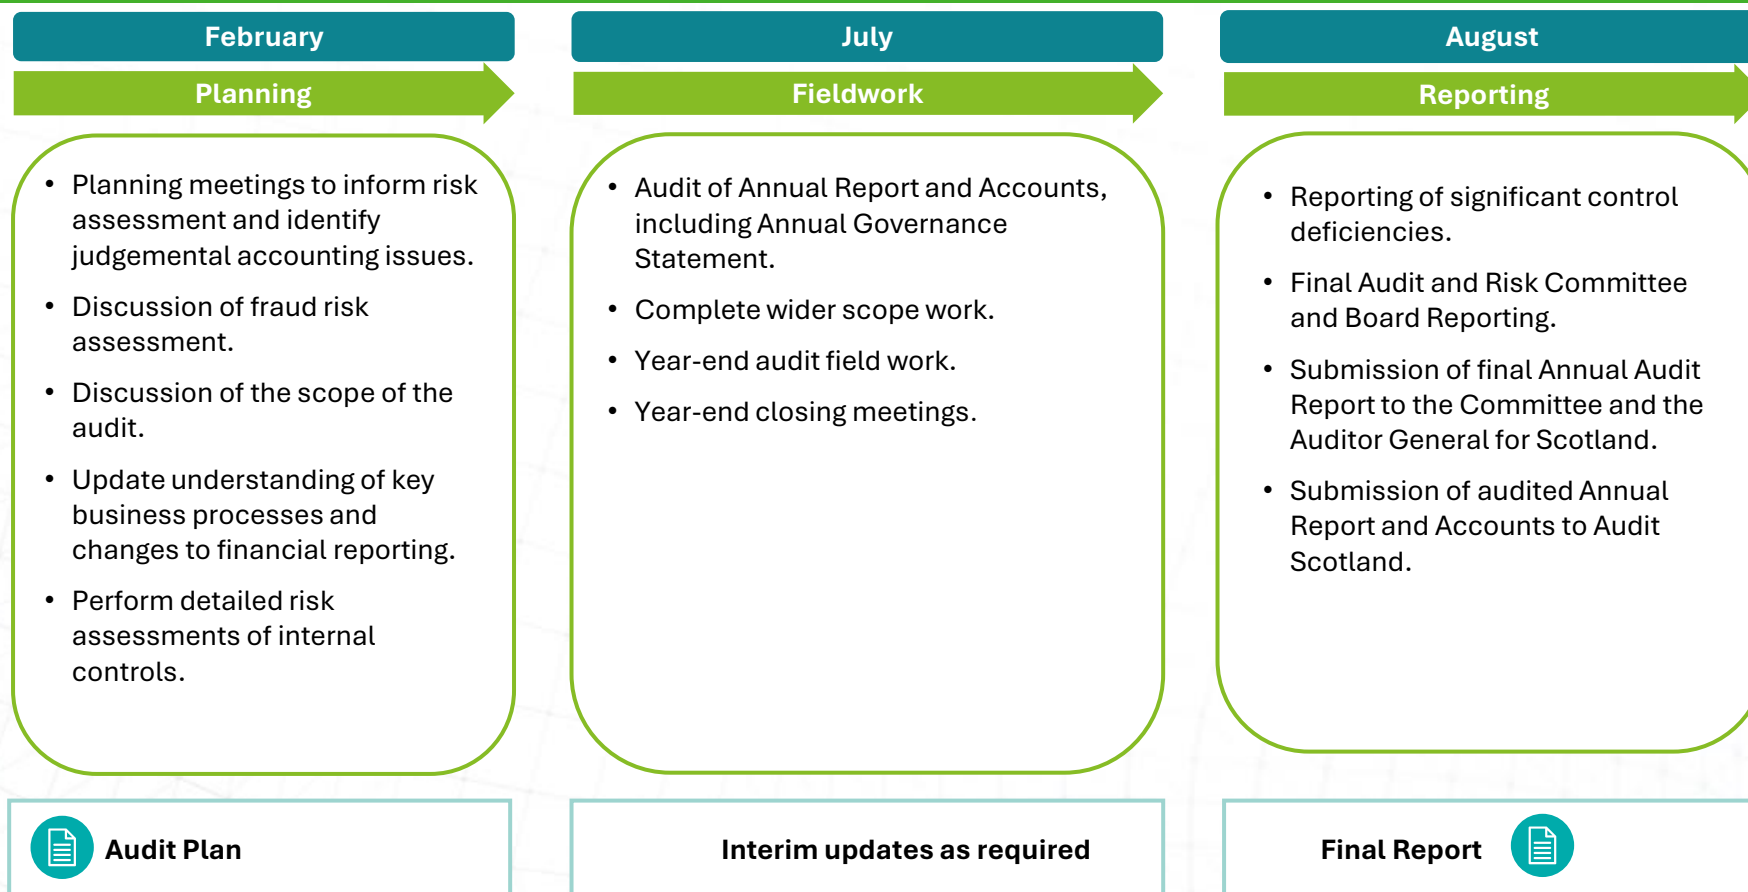 February
Planning
• Planning meetings to inform risk
assessment and identify
judgemental accounting issues.
• Discussion of fraud risk
assessment.
• Discussion of the scope of the
audit.
• Update understanding of key
business processes and
changes to financial reporting.
• Perform detailed risk
assessments of internal
controls.
Audit Plan
July
Fieldwork
• Audit of Annual Report and Accounts,
including Annual Governance
Statement.
• Complete wider scope work.
• Year-end audit field work.
• Year-end closing meetings.
Interim updates as required
August
Reporting
• Reporting of significant control
deficiencies.
• Final Audit and Risk Committee
and Board Reporting.
• Submission of final Annual Audit
Report to the Committee and the
Auditor General for Scotland.
• Submission of audited Annual
Report and Accounts to Audit
Scotland.
Final Report